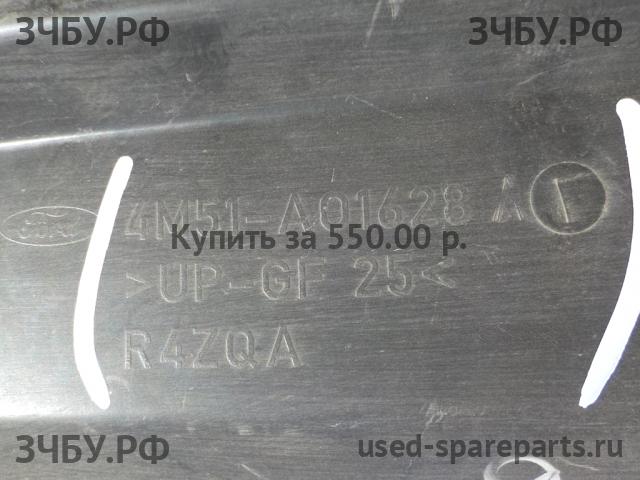 ЗЧБУ.РФ ЗЧБУ.РФ
Ford 4M51-A01628 A L
Купить за 550.00 р.
>UP-GF 25<
R4ZQA
ЗЧБУ.РФ used-spareparts.ru